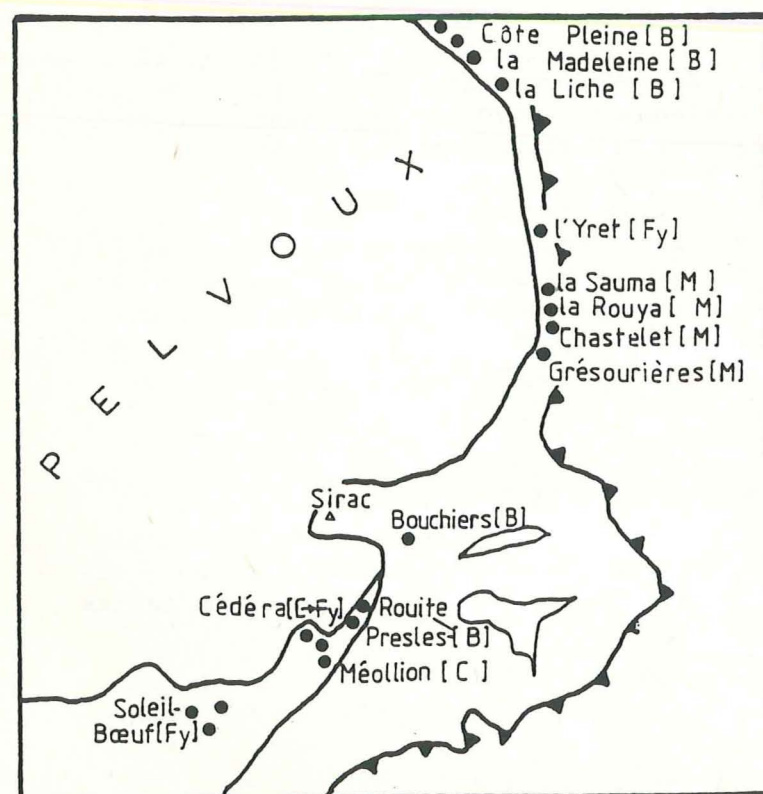 Côte Pleine [B]
la Madeleine [B]
la Liche [B]
PELVOUX
l'Yret [Fy]
la Sauma [M]
la Rouya [M]
Chastelet [M]
Grésourières [M]
Sirac
Bouchiers [B]
Cédéra [C→Fy]
Rouite
Presles [B]
Méollion [C]
Soleil-
Bœuf [Fy]